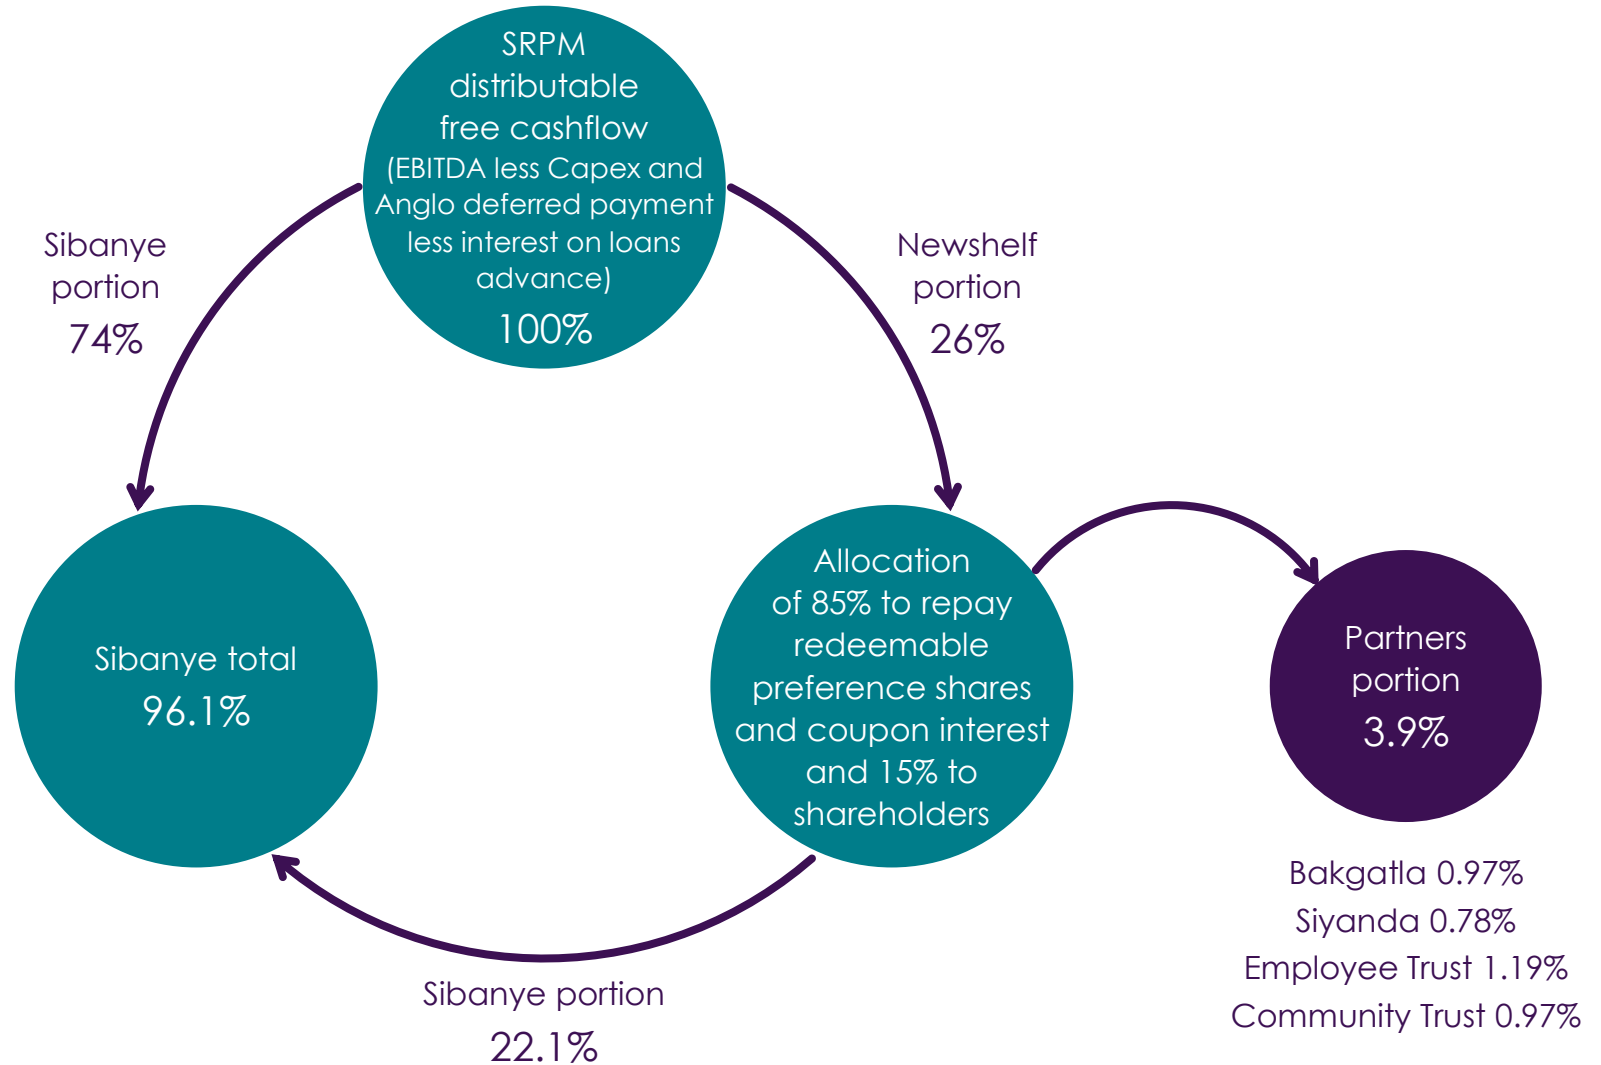 SRPM
distributable
free cashflow
(EBITDA less Capex and
Anglo deferred payment
less interest on loans
advance)
100%
Sibanye
portion
74%
Newshelf
portion
26%
Sibanye total
96.1%
Allocation
of 85% to repay
redeemable
preference shares
and coupon interest
and 15% to
shareholders
Partners
portion
3.9%
Bakgatla 0.97%
Siyanda 0.78%
Employee Trust 1.19%
Community Trust 0.97%
Sibanye portion
22.1%